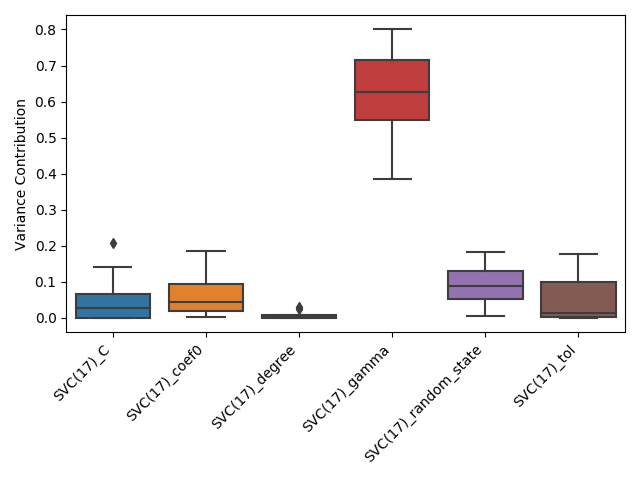 Variance Contribution
0.8
0.7
0.6
0.5
0.4
0.3
0.2
0.1
0.0
SVC(17)_C
SVC(17)_coef0
SVC(17)_degree
SVC(17)_gamma
SVC(17)_random_state
SVC(17)_tol